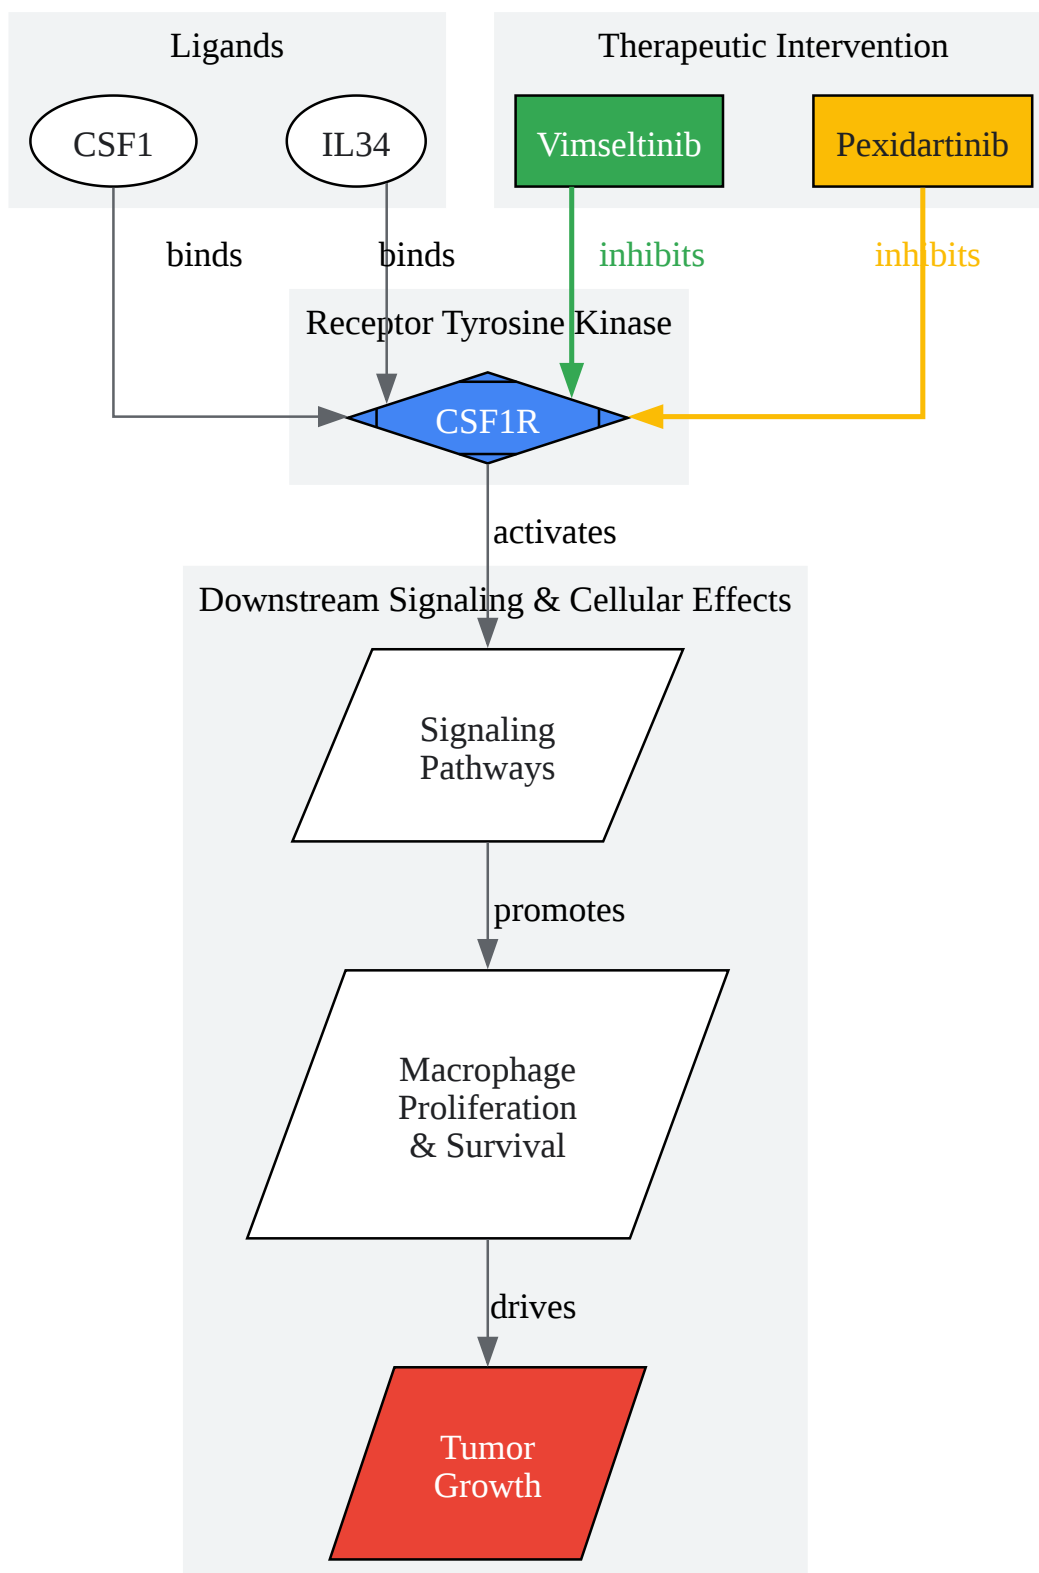 Ligands
Therapeutic Intervention
CSF1
IL34
Vimseltinib
Pexidartinib
binds
binds
inhibits
inhibits
Receptor Tyrosine Kinase
CSF1R
activates
Downstream Signaling & Cellular Effects
Signaling
Pathways
promotes
Macrophage
Proliferation
& Survival
drives
Tumor
Growth